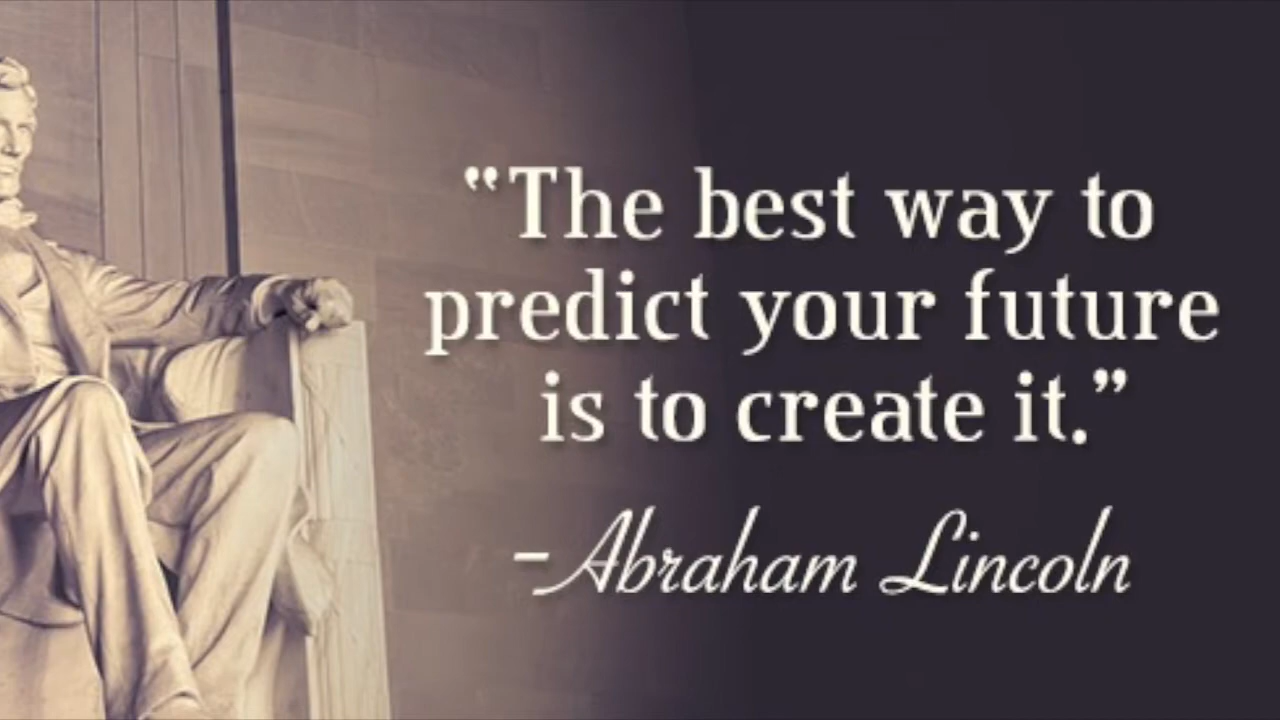 “The best way to
predict your future
is to create it.”
-Abraham Lincoln